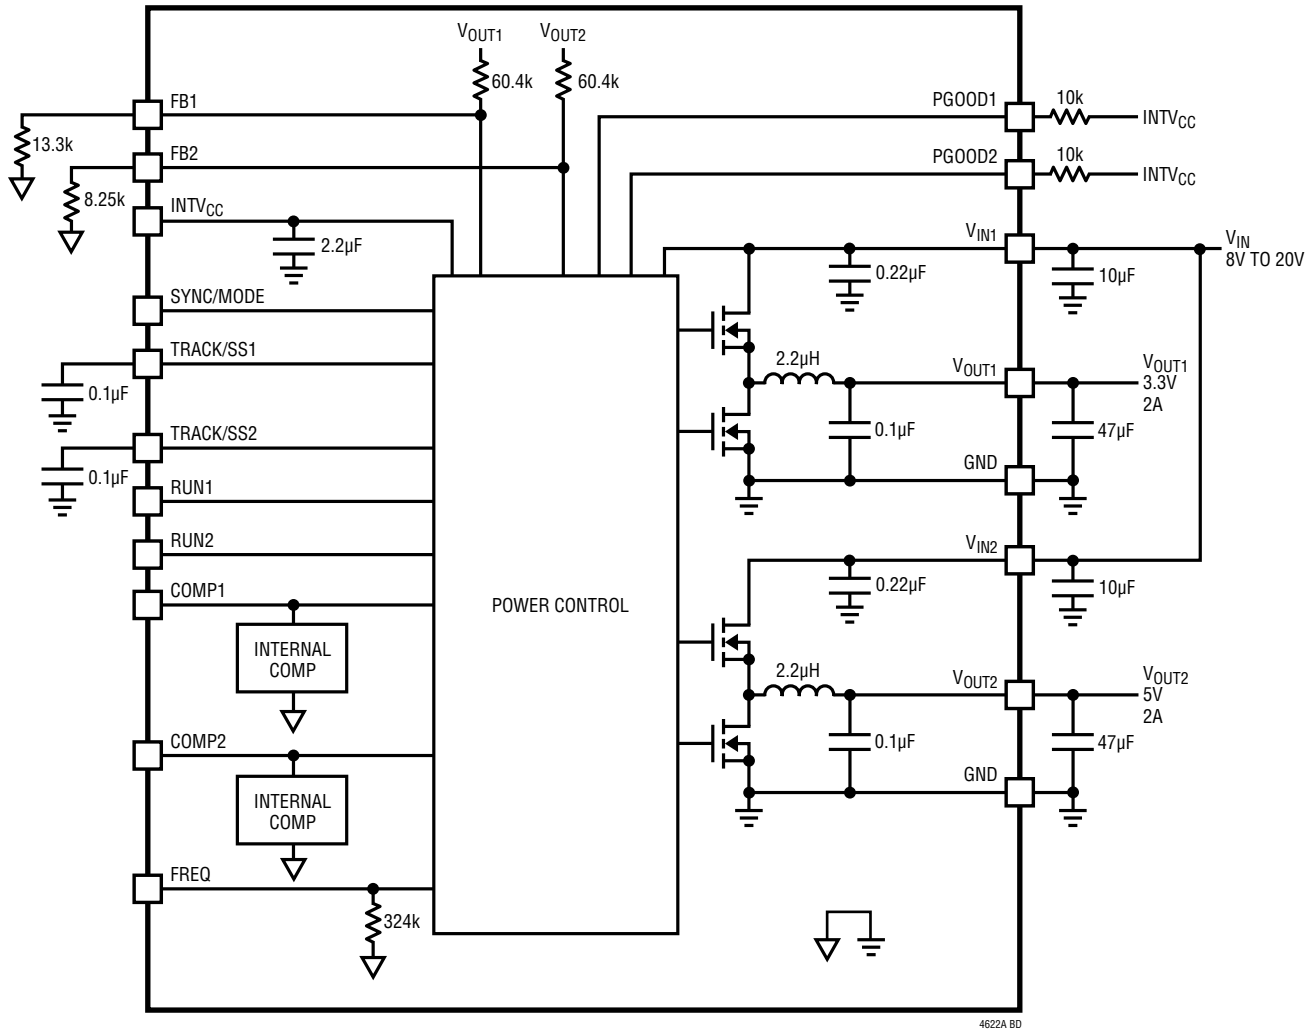 VOUT1
VOUT2
60.4k
60.4k
FB1
PGOOD1
10k
INTVCC
13.3k
FB2
PGOOD2
10k
INTVCC
8.25k
INTVCC
2.2µF
VIN1
VIN
8V TO 20V
0.22µF
10µF
SYNC/MODE
TRACK/SS1
0.1µF
2.2µH
VOUT1
VOUT1
3.3V
2A
0.1µF
47µF
TRACK/SS2
0.1µF
GND
RUN1
RUN2
VIN2
0.22µF
10µF
COMP1
POWER CONTROL
INTERNAL
COMP
2.2µH
VOUT2
VOUT2
5V
2A
0.1µF
47µF
COMP2
GND
INTERNAL
COMP
FREQ
324k
4622A BD